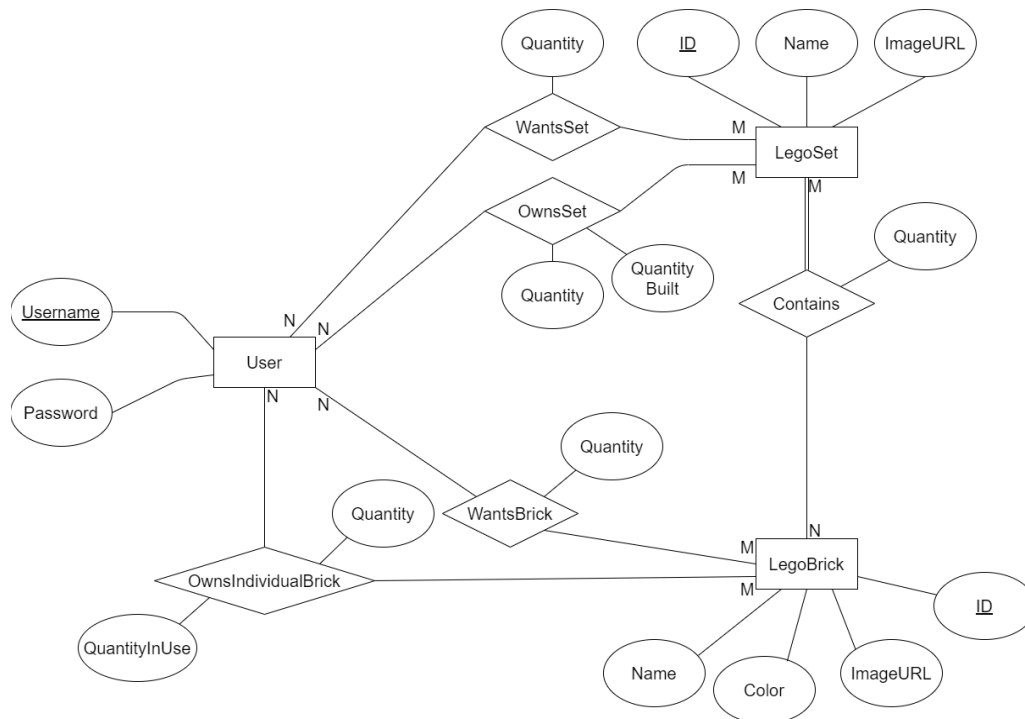 Quantity
ID
Name
ImageURL
WantsSet
M
LegoSet
M
M
OwnsSet
Quantity
Quantity
Built
Quantity
Contains
Username
N
N
User
N
N
Password
Quantity
Quantity
WantsBrick
M
N
LegoBrick
M
OwnsIndividualBrick
ID
QuantityInUse
Name
Color
ImageURL